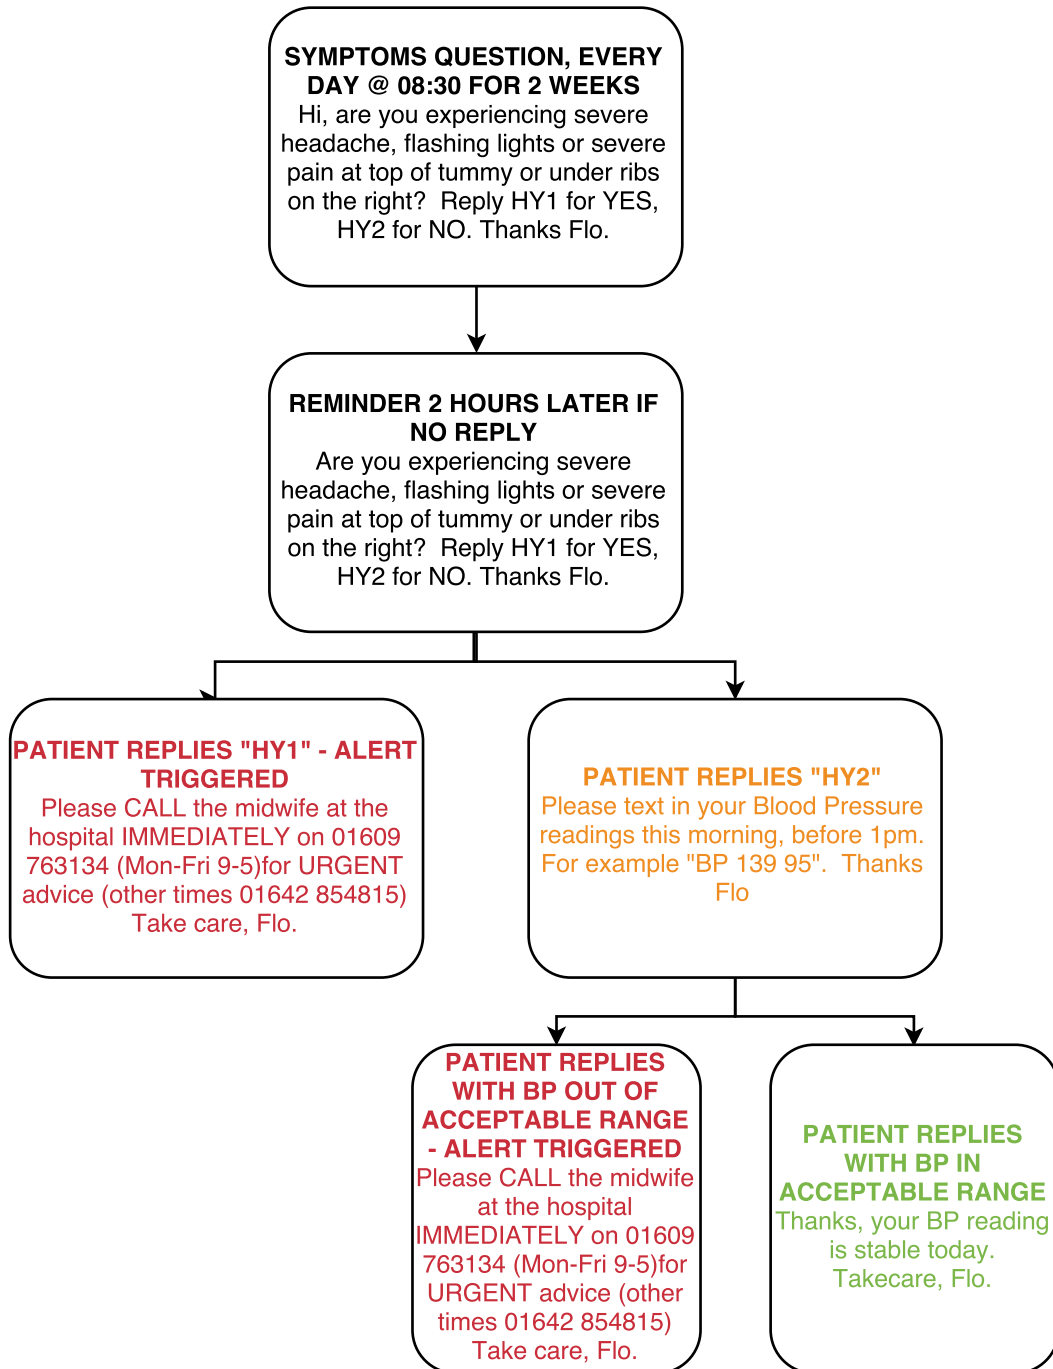 SYMPTOMS QUESTION, EVERY
DAY @ 08:30 FOR 2 WEEKS
Hi, are you experiencing severe
headache, flashing lights or severe
pain at top of tummy or under ribs
on the right?  Reply HY1 for YES,
HY2 for NO. Thanks Flo.
REMINDER 2 HOURS LATER IF
NO REPLY
Are you experiencing severe
headache, flashing lights or severe
pain at top of tummy or under ribs
on the right?  Reply HY1 for YES,
HY2 for NO. Thanks Flo.
PATIENT REPLIES "HY1" - ALERT
TRIGGERED
Please CALL the midwife at the
hospital IMMEDIATELY on 01609
763134 (Mon-Fri 9-5)for URGENT
advice (other times 01642 854815)
Take care, Flo.
PATIENT REPLIES "HY2"
Please text in your Blood Pressure
readings this morning, before 1pm.
For example "BP 139 95".  Thanks
Flo
PATIENT REPLIES
WITH BP OUT OF
ACCEPTABLE RANGE
- ALERT TRIGGERED
Please CALL the midwife
at the hospital
IMMEDIATELY on 01609
763134 (Mon-Fri 9-5)for
URGENT advice (other
times 01642 854815)
Take care, Flo.
PATIENT REPLIES
WITH BP IN
ACCEPTABLE RANGE
Thanks, your BP reading
is stable today.
Takecare, Flo.